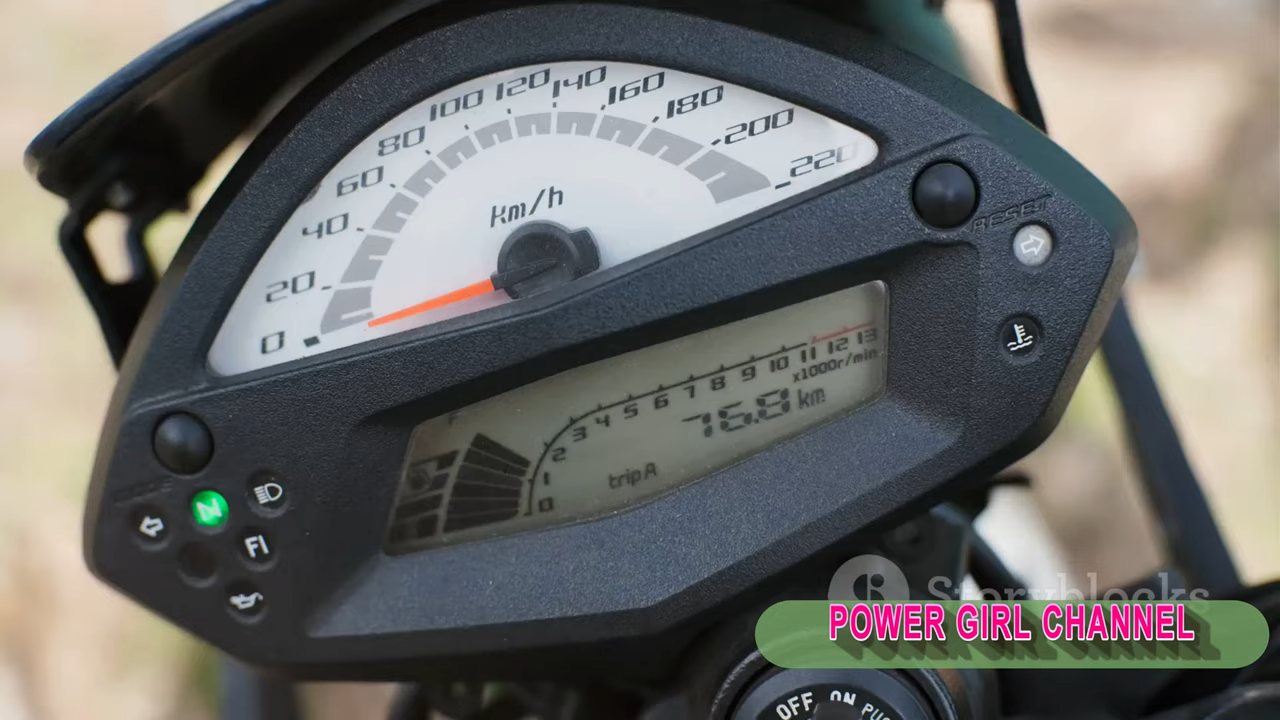 0 20 40 60 80 100 120 140 160 180 200 220
km/h
RESET
0 1 2 3 4 5 6 7 8 9 10 11 12 13
x1000r/min
76.8 km
trip A
F
N
FI
Storyblocks
POWER GIRL CHANNEL
OFF ON PUSH